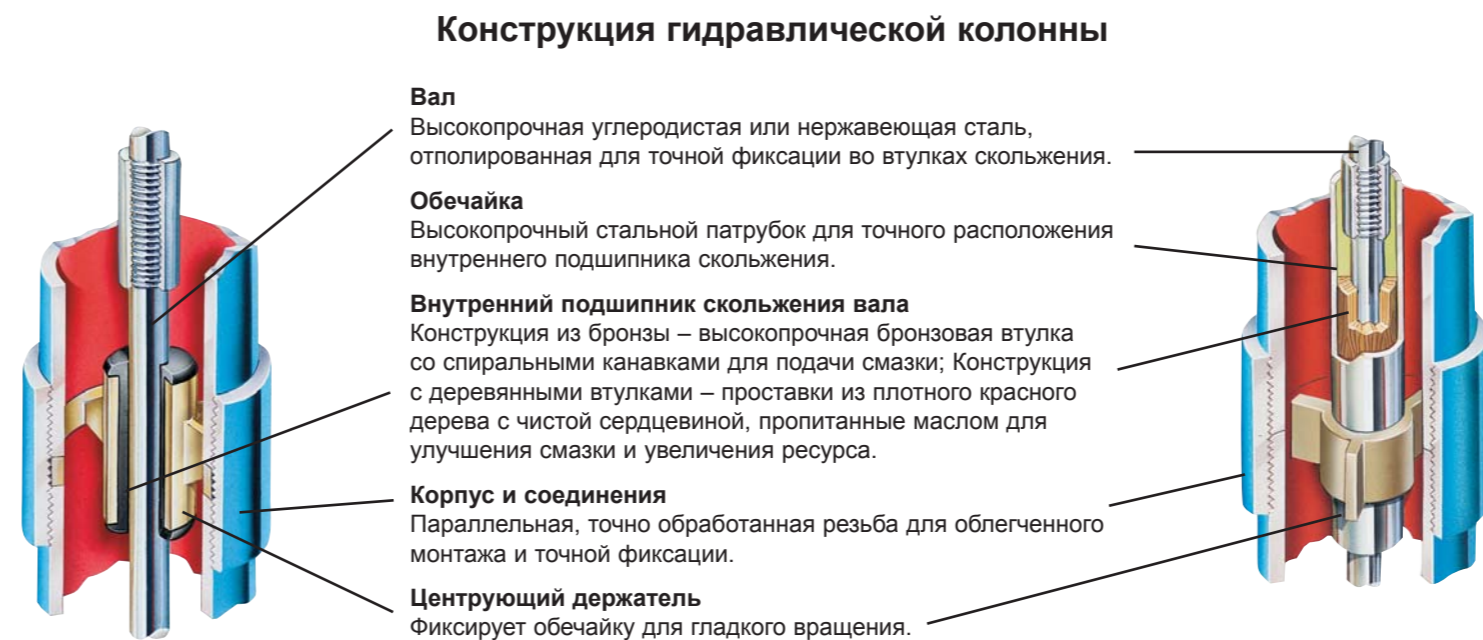 Конструкция гидравлической колонны
Вал
Высокопрочная углеродистая или нержавеющая сталь,
отполированная для точной фиксации во втулках скольжения.
Обечайка
Высокопрочный стальной патрубок для точного расположения
внутреннего подшипника скольжения.
Внутренний подшипник скольжения вала
Конструкция из бронзы – высокопрочная бронзовая втулка
со спиральными канавками для подачи смазки; Конструкция
с деревянными втулками – проставки из плотного красного
дерева с чистой сердцевиной, пропитанные маслом для
улучшения смазки и увеличения ресурса.
Корпус и соединения
Параллельная, точно обработанная резьба для облегченного
монтажа и точной фиксации.
Центрующий держатель
Фиксирует обечайку для гладкого вращения.